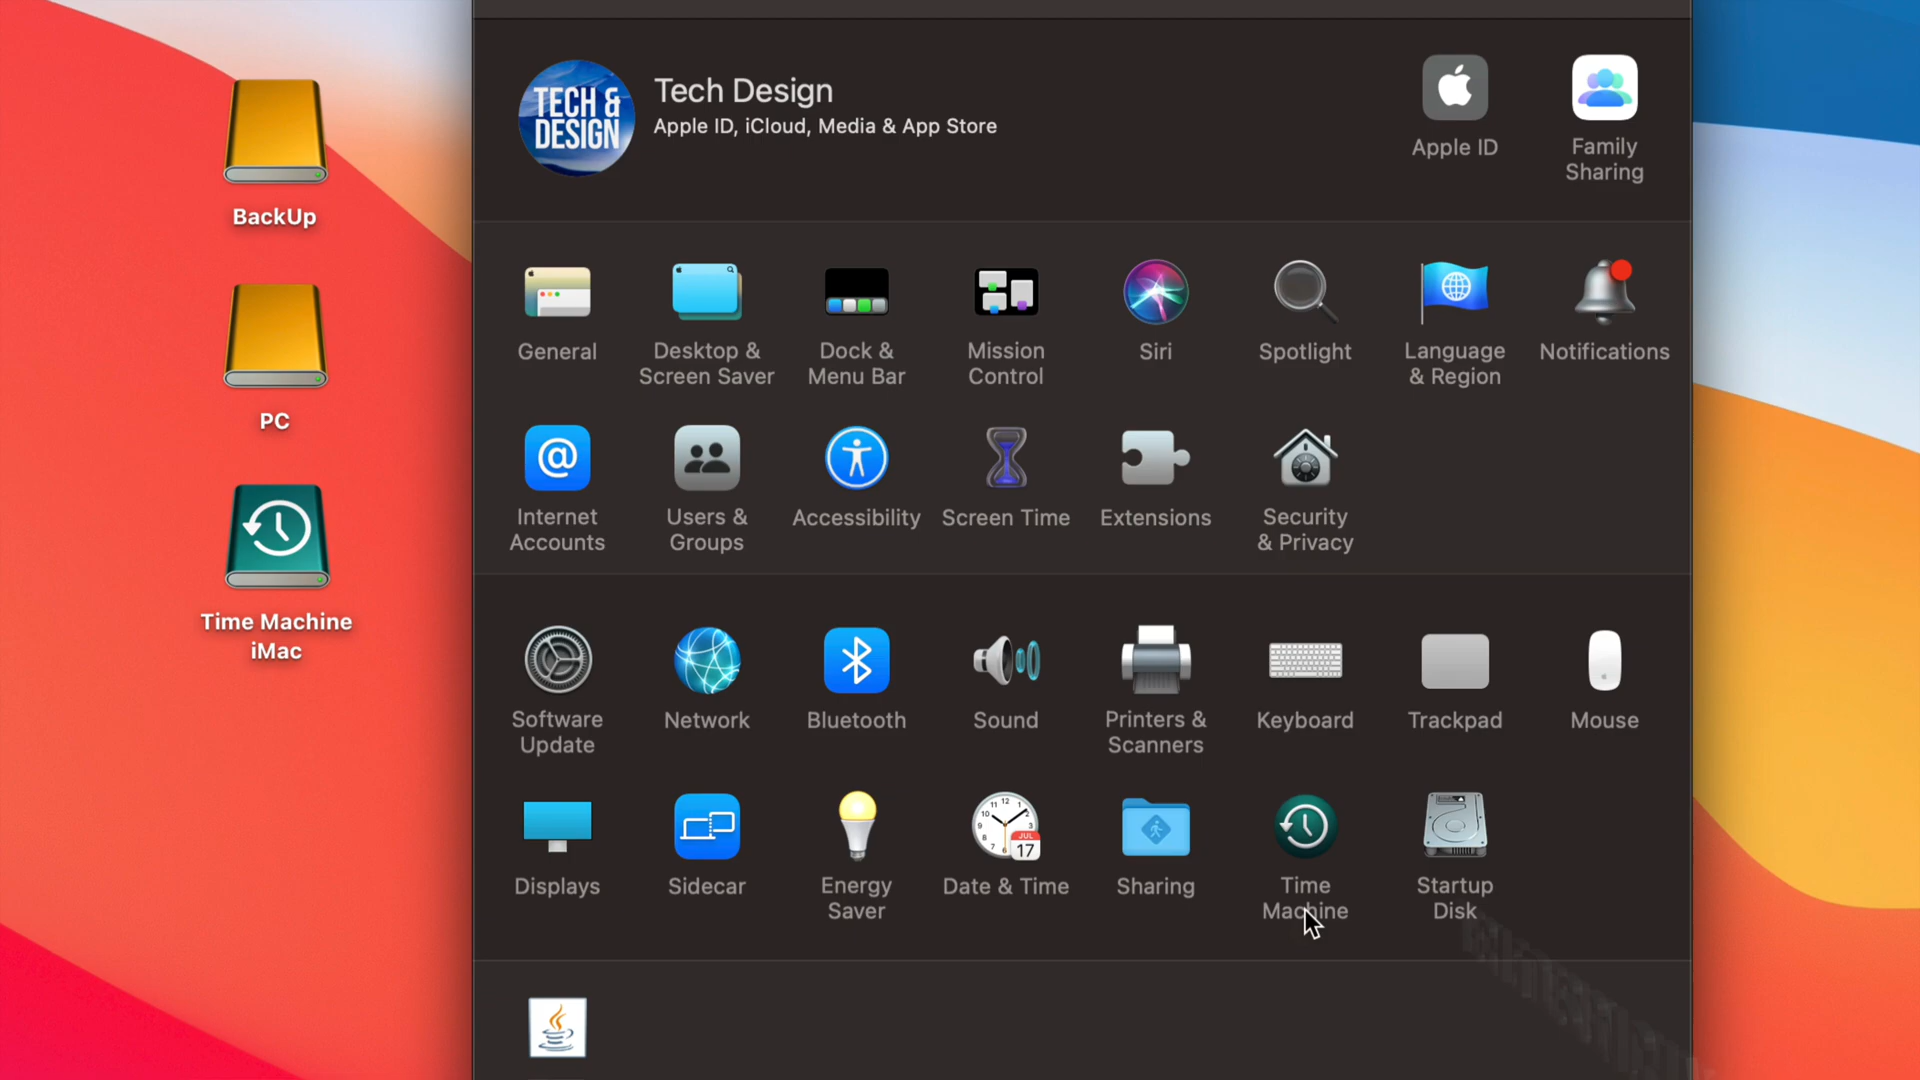 TECH &
DESIGN
Tech Design
Apple ID, iCloud, Media & App Store
Apple ID
Family
Sharing
BackUp
PC
Time Machine
iMac
General
Desktop &
Screen Saver
Dock &
Menu Bar
Mission
Control
Siri
Spotlight
Language
& Region
Notifications
@
Internet
Accounts
Users &
Groups
Accessibility
Screen Time
Extensions
Security
& Privacy
Software
Update
Network
Bluetooth
Sound
Printers &
Scanners
Keyboard
Trackpad
Mouse
Displays
Sidecar
Energy
Saver
JUL
17
Date & Time
Sharing
Time
Machine
Startup
Disk